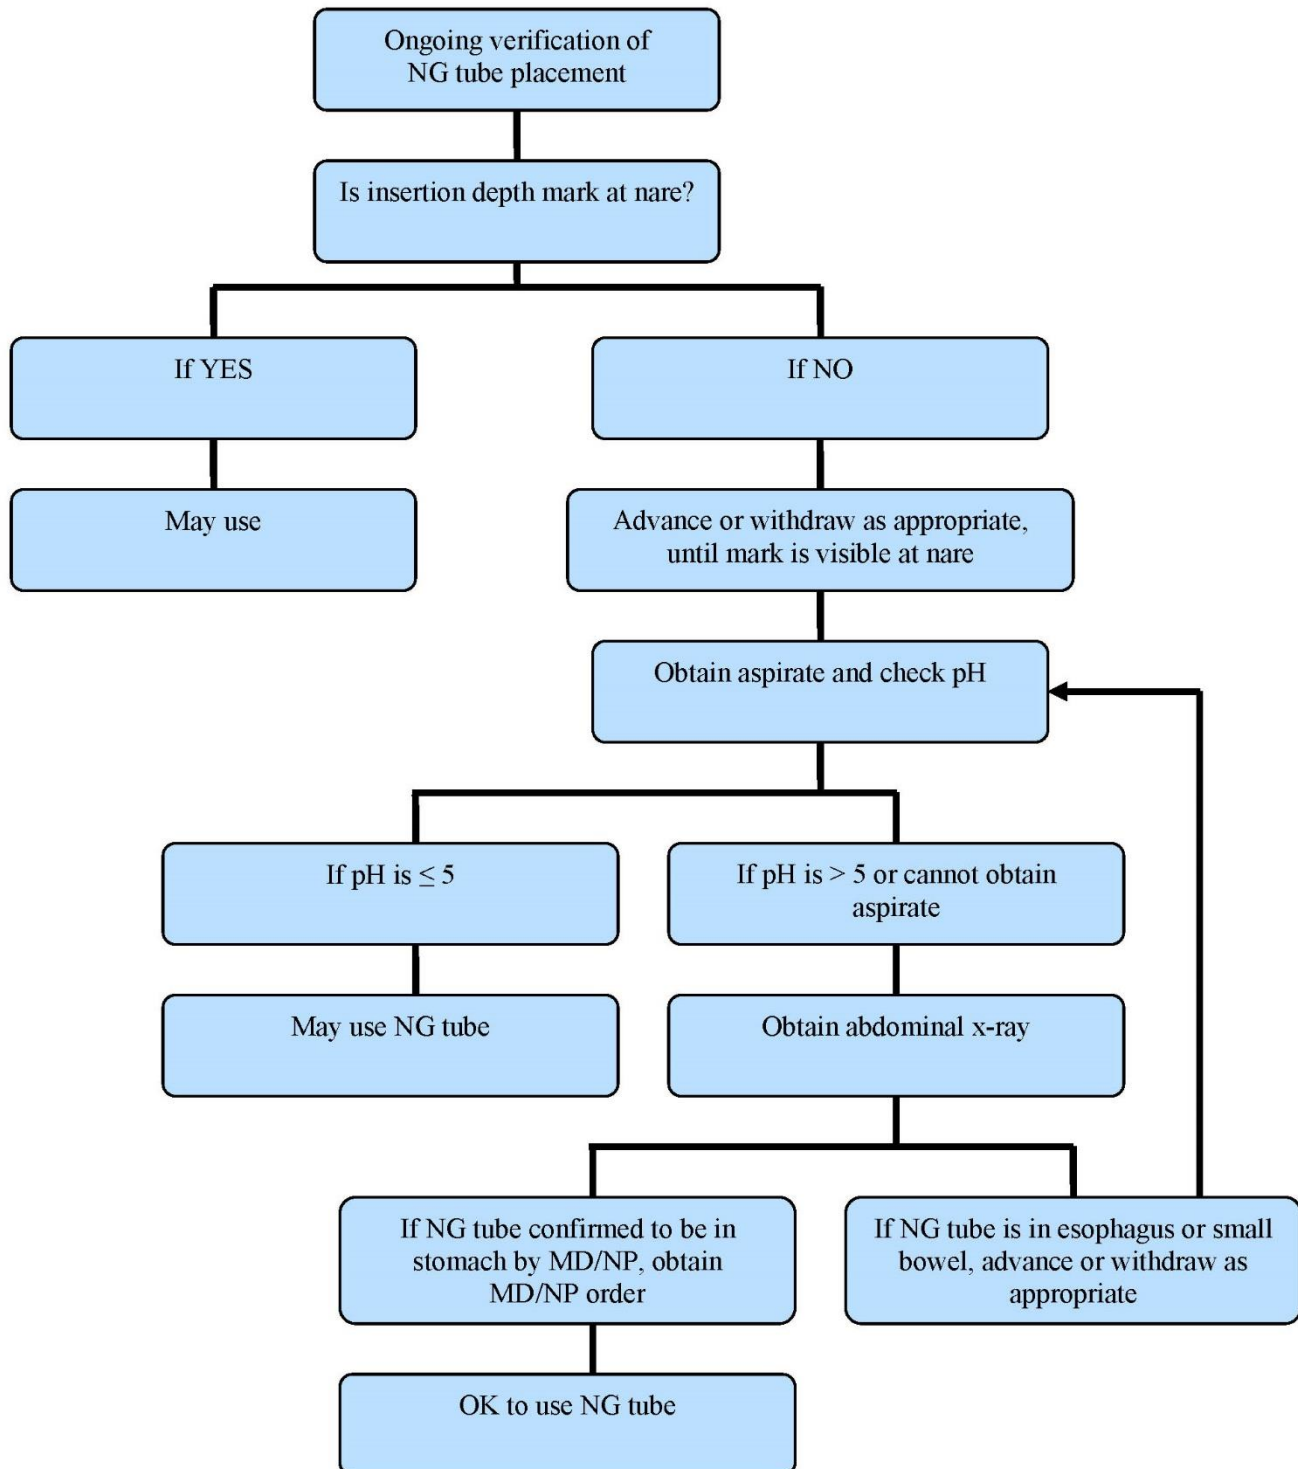 Ongoing verification of
NG tube placement
Is insertion depth mark at nare?
If YES
If NO
May use
Advance or withdraw as appropriate,
until mark is visible at nare
Obtain aspirate and check pH
If pH is ≤ 5
If pH is > 5 or cannot obtain
aspirate
May use NG tube
Obtain abdominal x-ray
If NG tube confirmed to be in
stomach by MD/NP, obtain
MD/NP order
If NG tube is in esophagus or small
bowel, advance or withdraw as
appropriate
OK to use NG tube